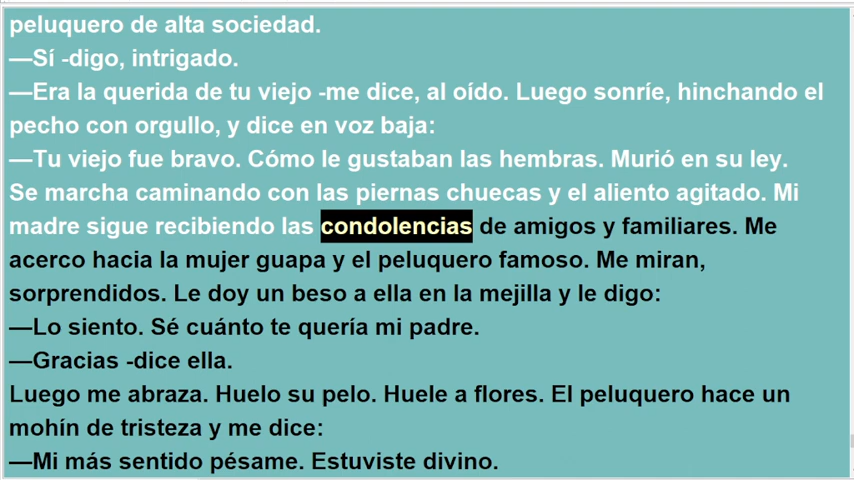 peluquero de alta sociedad.
—Sí -digo, intrigado.
—Era la querida de tu viejo -me dice, al oído. Luego sonríe, hinchando el
pecho con orgullo, y dice en voz baja:
—Tu viejo fue bravo. Cómo le gustaban las hembras. Murió en su ley.
Se marcha caminando con las piernas chuecas y el aliento agitado. Mi
madre sigue recibiendo las condolencias de amigos y familiares. Me
acerco hacia la mujer guapa y el peluquero famoso. Me miran,
sorprendidos. Le doy un beso a ella en la mejilla y le digo:
—Lo siento. Sé cuánto te quería mi padre.
—Gracias -dice ella.
Luego me abraza. Huelo su pelo. Huele a flores. El peluquero hace un
mohín de tristeza y me dice:
—Mi más sentido pésame. Estuviste divino.